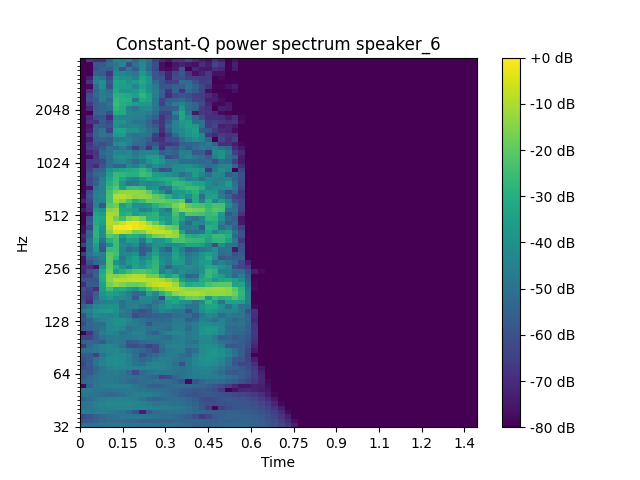 Constant-Q power spectrum speaker_6
Hz
2048
1024
512
256
128
64
32
0 0.15 0.3 0.45 0.6 0.75 0.9 1.1 1.2 1.4
Time
+0 dB
-10 dB
-20 dB
-30 dB
-40 dB
-50 dB
-60 dB
-70 dB
-80 dB